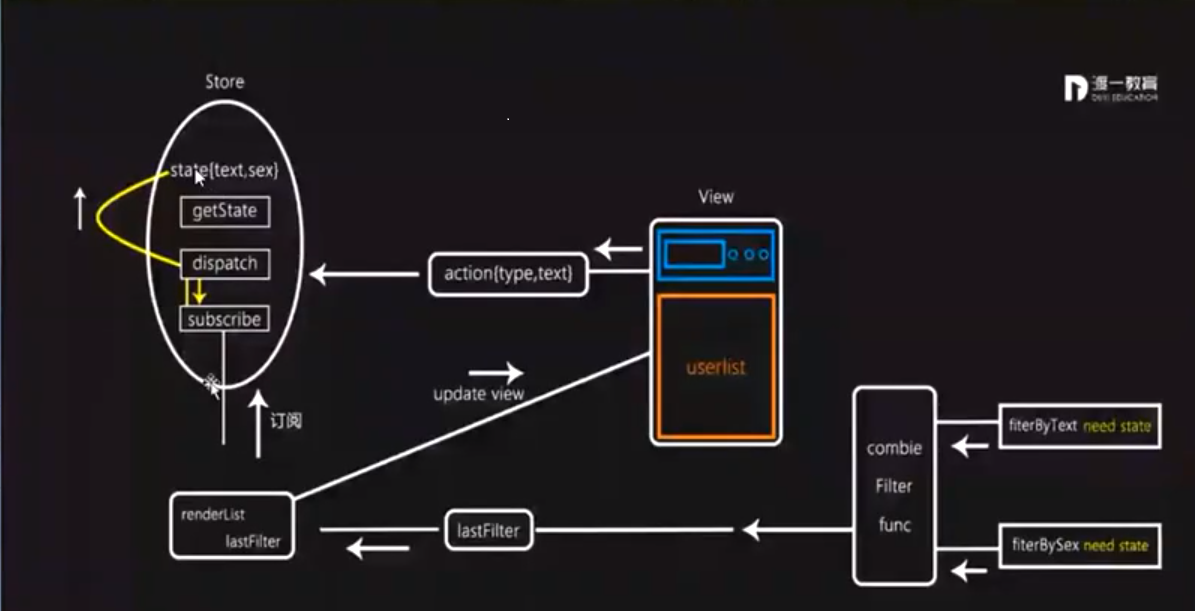 Store
渡一教育
DUYI EDUCATION
state{text,sex}
getState
View
dispatch
action{type,text}
subscribe
userlist
update view
订阅
fiterByText need state
combie
Filter
func
renderList
lastFilter
lastFilter
fiterBySex need state